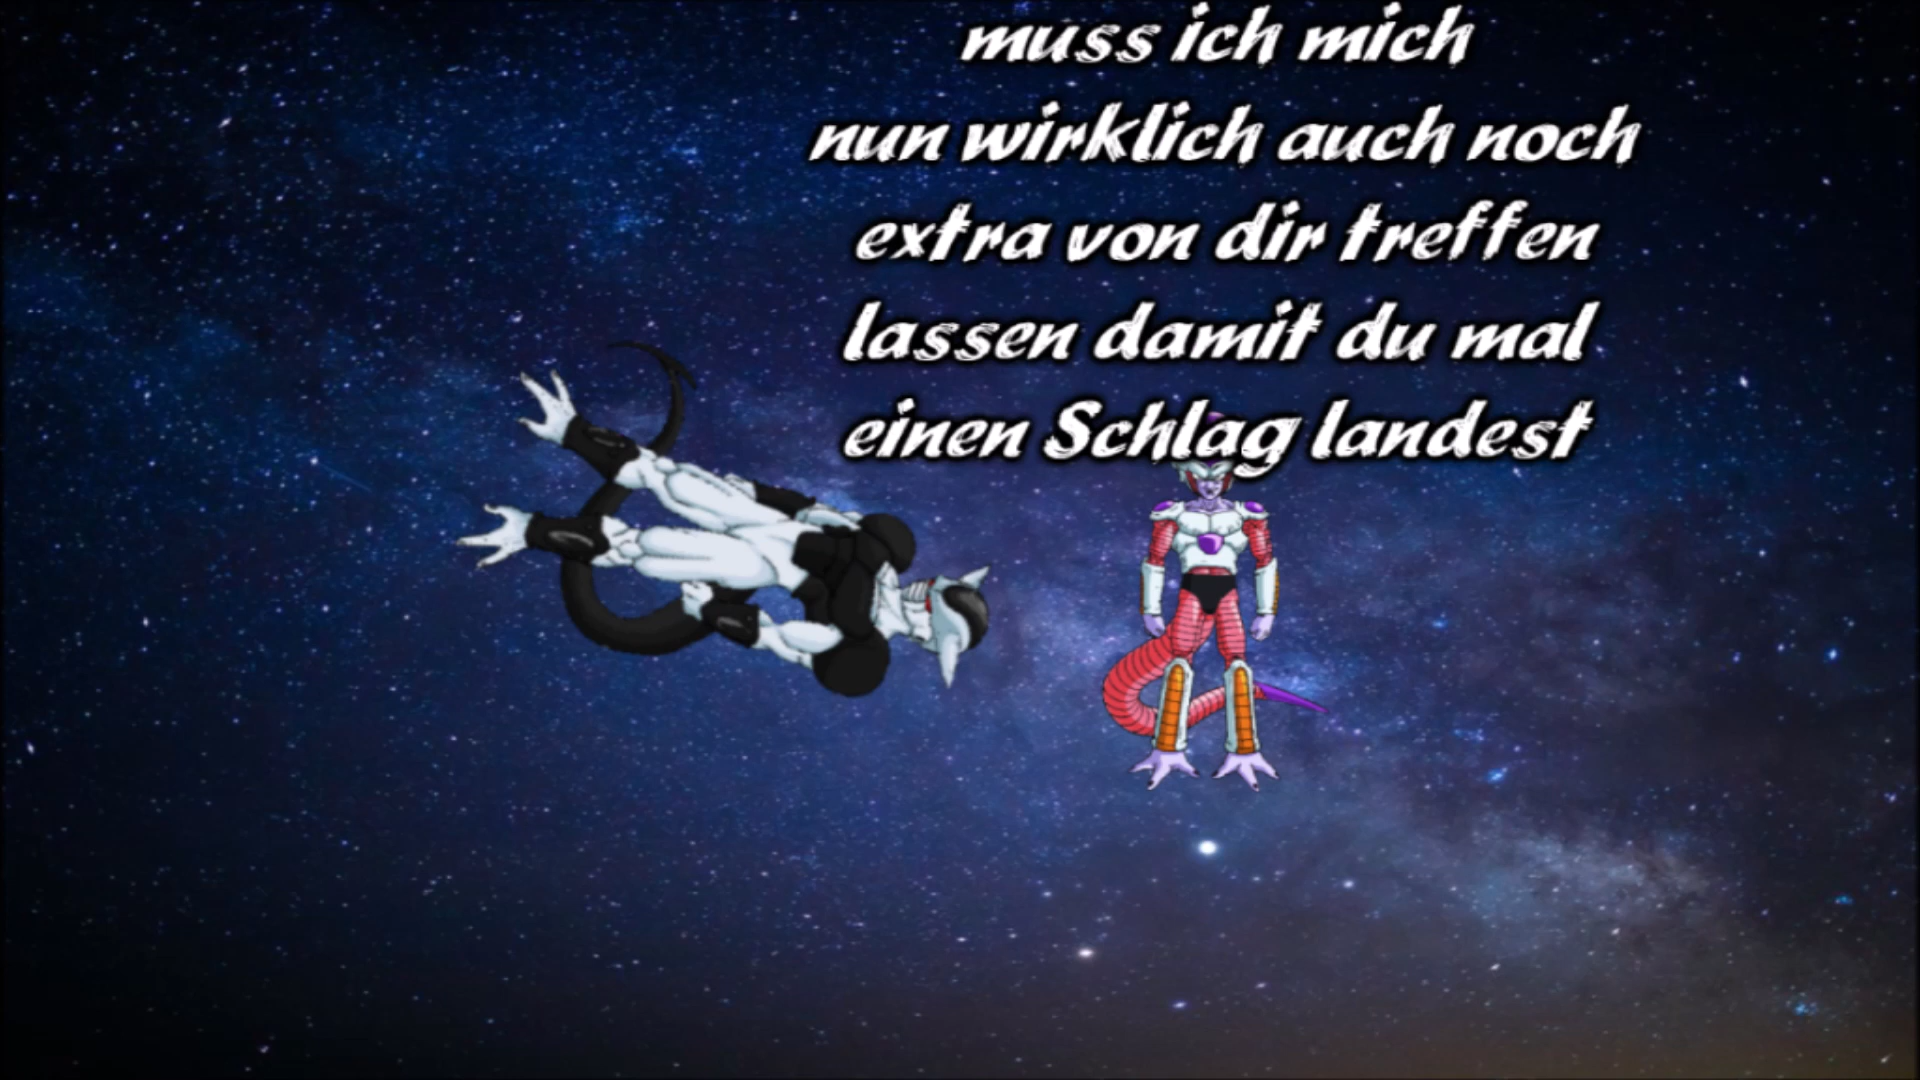 muss ich mich
nun wirklich auch noch
extra von dir treffen
lassen damit du mal
einen Schlag landest